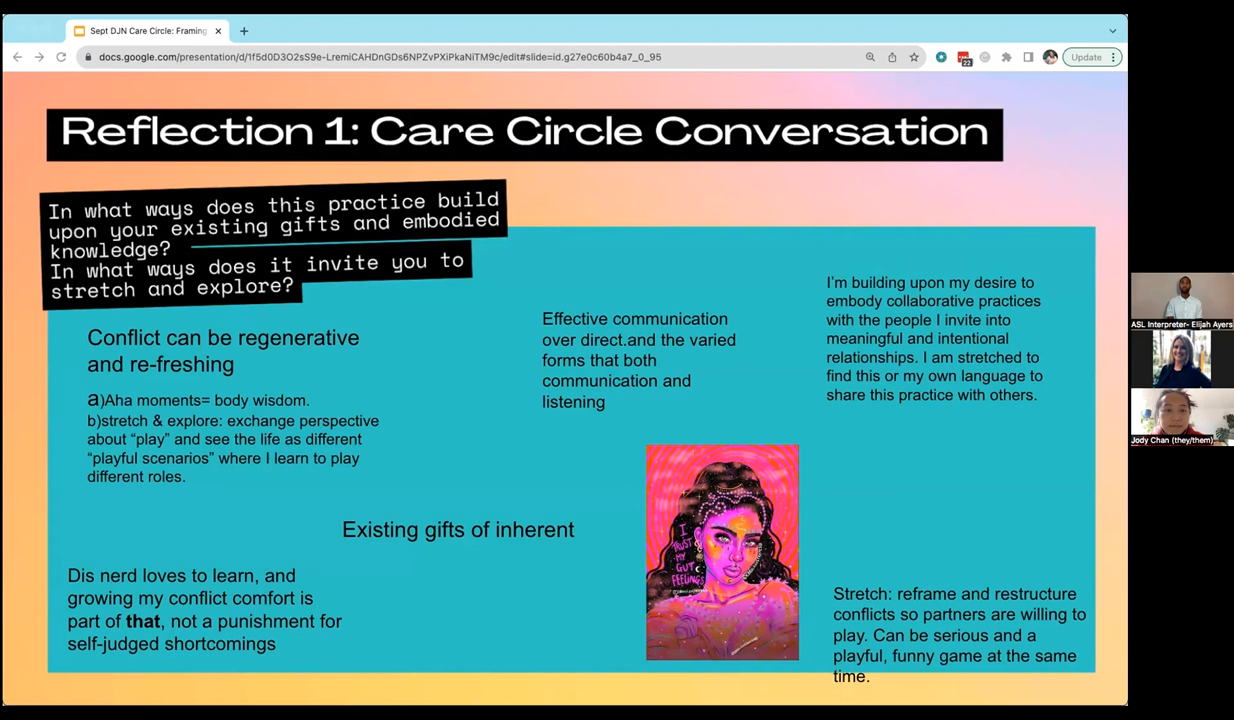 Sept DJN Care Circle: Framing
docs.google.com/presentation/d/1f5d0D3O2sS9e-LremiCAHDnGDs6NPZvPXiPkaNiTM9c/edit#slide=id.g27e0c60b4a7_0_95
22
Update
Reflection 1: Care Circle Conversation
In what ways does this practice build
upon your existing gifts and embodied
knowledge?
In what ways does it invite you to
stretch and explore?
Conflict can be regenerative
and re-freshing
a)Aha moments= body wisdom.
b)stretch & explore: exchange perspective
about “play” and see the life as different
“playful scenarios” where I learn to play
different roles.
Effective communication
over direct.and the varied
forms that both
communication and
listening
I’m building upon my desire to
embody collaborative practices
with the people I invite into
meaningful and intentional
relationships. I am stretched to
find this or my own language to
share this practice with others.
Existing gifts of inherent
I
TRUST
MY
GUT
FEELINGS
Dis nerd loves to learn, and
growing my conflict comfort is
part of that, not a punishment for
self-judged shortcomings
Stretch: reframe and restructure
conflicts so partners are willing to
play. Can be serious and a
playful, funny game at the same
time.
ASL Interpreter- Elijah Ayers
Jody Chan (they/them)